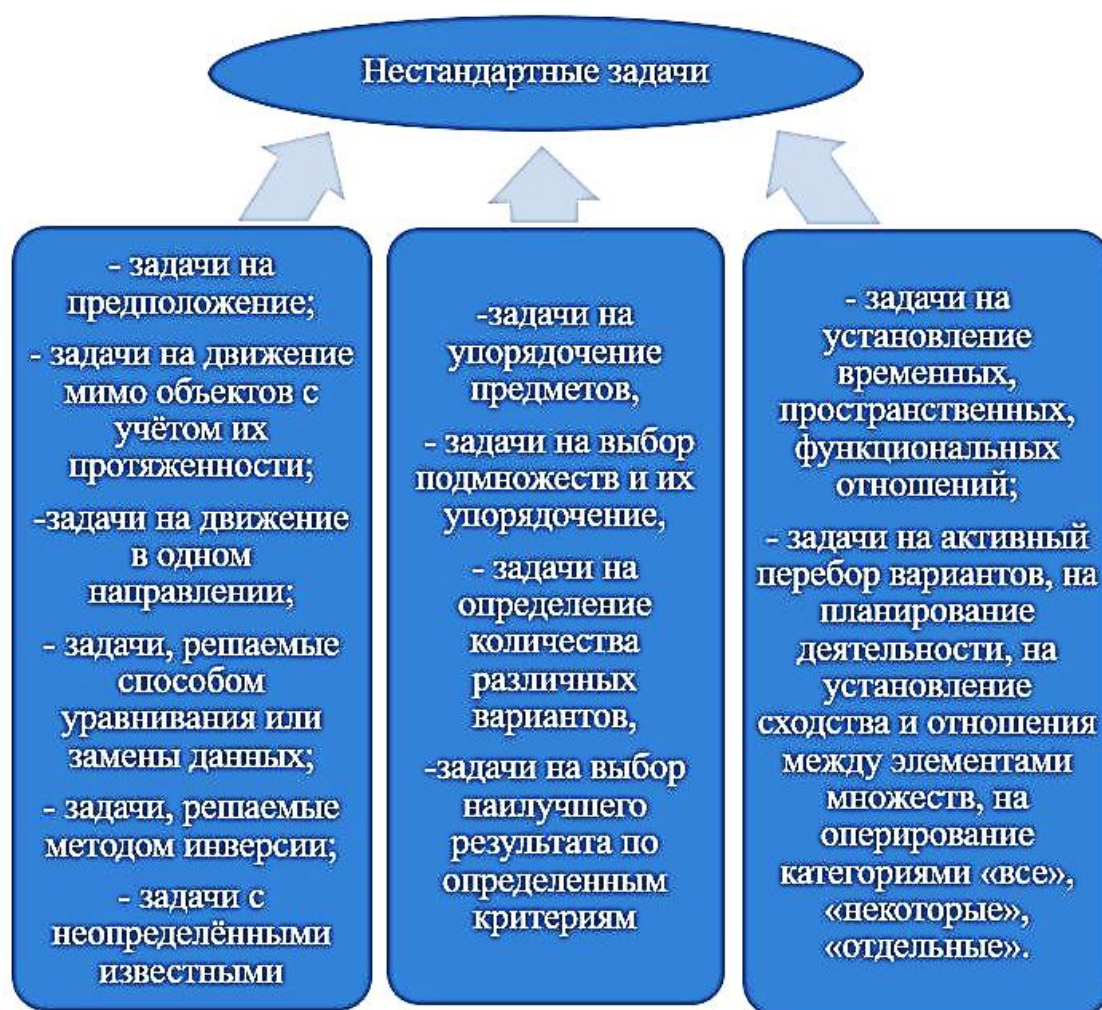 Нестандартные задачи
- задачи на
предположение;
- задачи на движение
мимо объектов с
учётом их
протяженности;
-задачи на движение
в одном
направлении;
- задачи, решаемые
способом
уравнивания или
замены данных;
- задачи, решаемые
методом инверсии;
- задачи с
неопределёнными
известными
-задачи на
упорядочение
предметов,
- задачи на выбор
подмножеств и их
упорядочение,
- задачи на
определение
количества
различных
вариантов,
-задачи на выбор
наилучшего
результата по
определенным
критериям
- задачи на
установление
временных,
пространственных,
функциональных
отношений;
- задачи на активный
перебор вариантов, на
планирование
деятельности, на
установление
сходства и отношения
между элементами
множеств, на
оперирование
категориями «все»,
«некоторые»,
«отдельные».